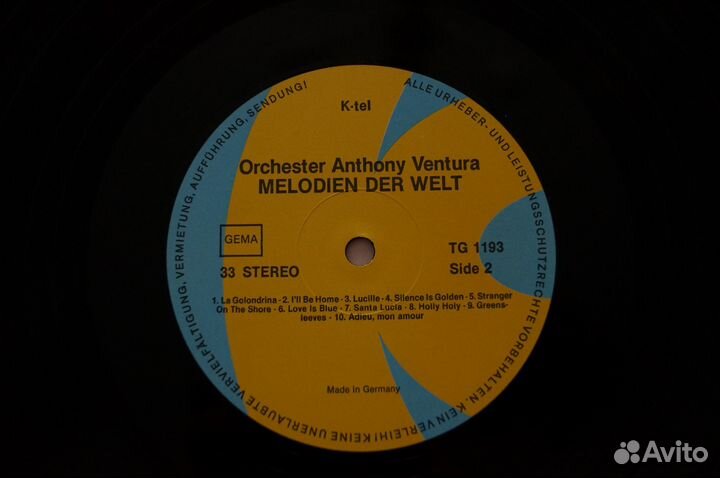 ALLE URHEBER- UND LEISTUNGSSCHUTZRECHTE VORBEHALTEN. KEIN VERLEIH! KEINE UNERLAUBTE VERVIELFÄLTIGUNG, VERMIETUNG, AUFFÜHRUNG, SENDUNG!
K-tel
Orchester Anthony Ventura
MELODIEN DER WELT
GEMA
TG 1193
33 STEREO
Side 2
1. La Golondrina · 2. I'll Be Home · 3. Lucille · 4. Silence Is Golden · 5. Stranger
On The Shore · 6. Love Is Blue · 7. Santa Lucia · 8. Holly Holy · 9. Greens-
leeves · 10. Adieu, mon amour
Made in Germany
Avito